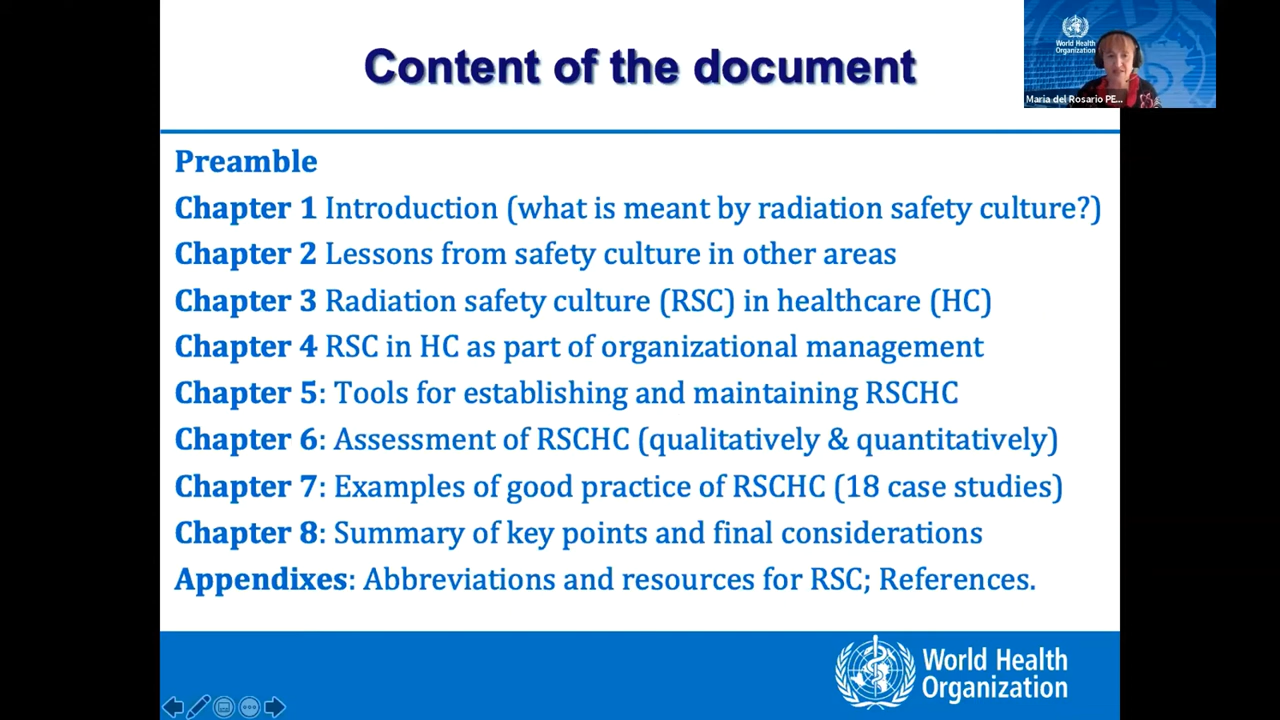 Content of the document
World Health
Organization
Maria del Rosario PE...
Preamble
Chapter 1 Introduction (what is meant by radiation safety culture?)
Chapter 2 Lessons from safety culture in other areas
Chapter 3 Radiation safety culture (RSC) in healthcare (HC)
Chapter 4 RSC in HC as part of organizational management
Chapter 5: Tools for establishing and maintaining RSCHC
Chapter 6: Assessment of RSCHC (qualitatively & quantitatively)
Chapter 7: Examples of good practice of RSCHC (18 case studies)
Chapter 8: Summary of key points and final considerations
Appendixes: Abbreviations and resources for RSC; References.
World Health
Organization